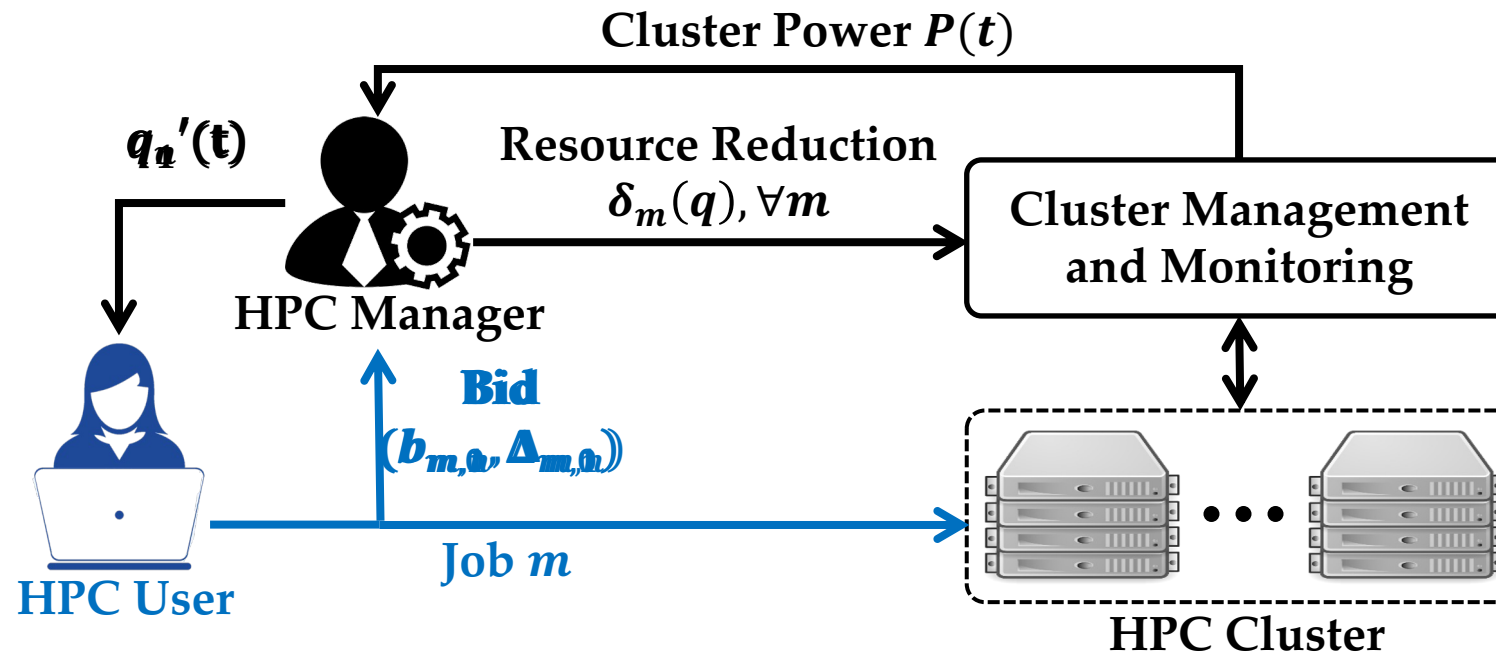 Cluster Power P(t)
Resource Reduction
δₘ(q), ∀m
Cluster Management
and Monitoring
HPC Manager
Bid
Job m
HPC User
HPC Cluster